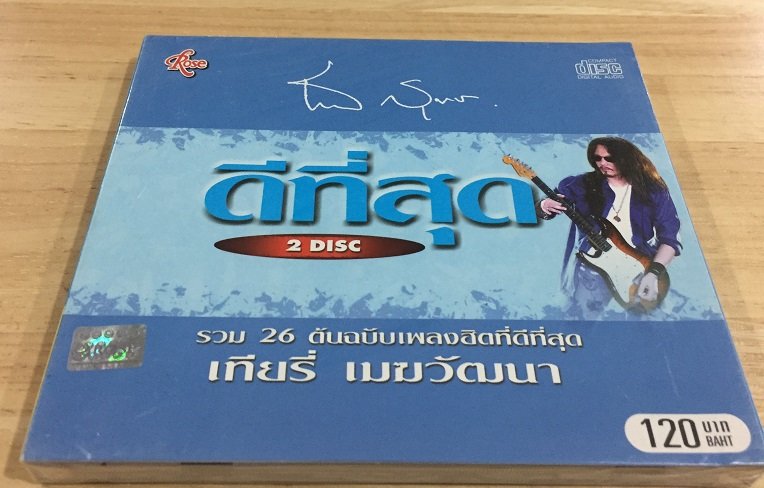 Rose
COMPACT
disc
DIGITAL AUDIO
ดีที่สุด
2 DISC
รวม 26 ต้นฉบับเพลงฮิตที่ดีที่สุด
เทียรี่ เมฆวัฒนา
120 บาท
BAHT